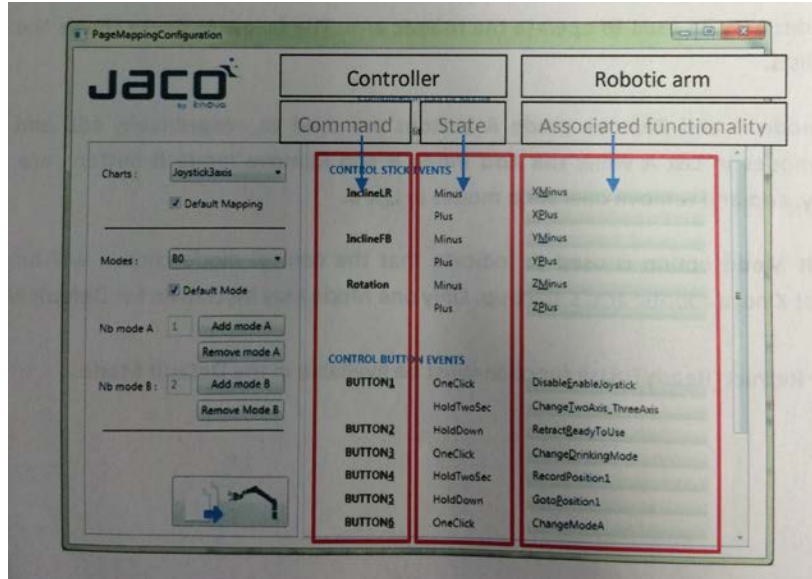 PageMappingConfiguration
Jaco
by kinova
Controller
Robotic arm
Command
State
Associated functionality
Charts :
Joystick3axis
Default Mapping
Modes :
B0
Default Mode
Nb mode A :
1
Add mode A
Remove mode A
Nb mode B :
2
Add mode B
Remove Mode B
CONTROL STICK EVENTS
InclineLR Minus XMinus
Plus XPlus
InclineFB Minus YMinus
Plus YPlus
Rotation Minus ZMinus
Plus ZPlus
CONTROL BUTTON EVENTS
BUTTON1 OneClick DisableEnableJoystick
HoldTwoSec ChangeTwoAxis_ThreeAxis
BUTTON2 HoldDown RetractReadyToUse
BUTTON3 OneClick ChangeDrinkingMode
BUTTON4 HoldTwoSec RecordPosition1
BUTTON5 HoldDown GotoPosition1
BUTTON6 OneClick ChangeModeA